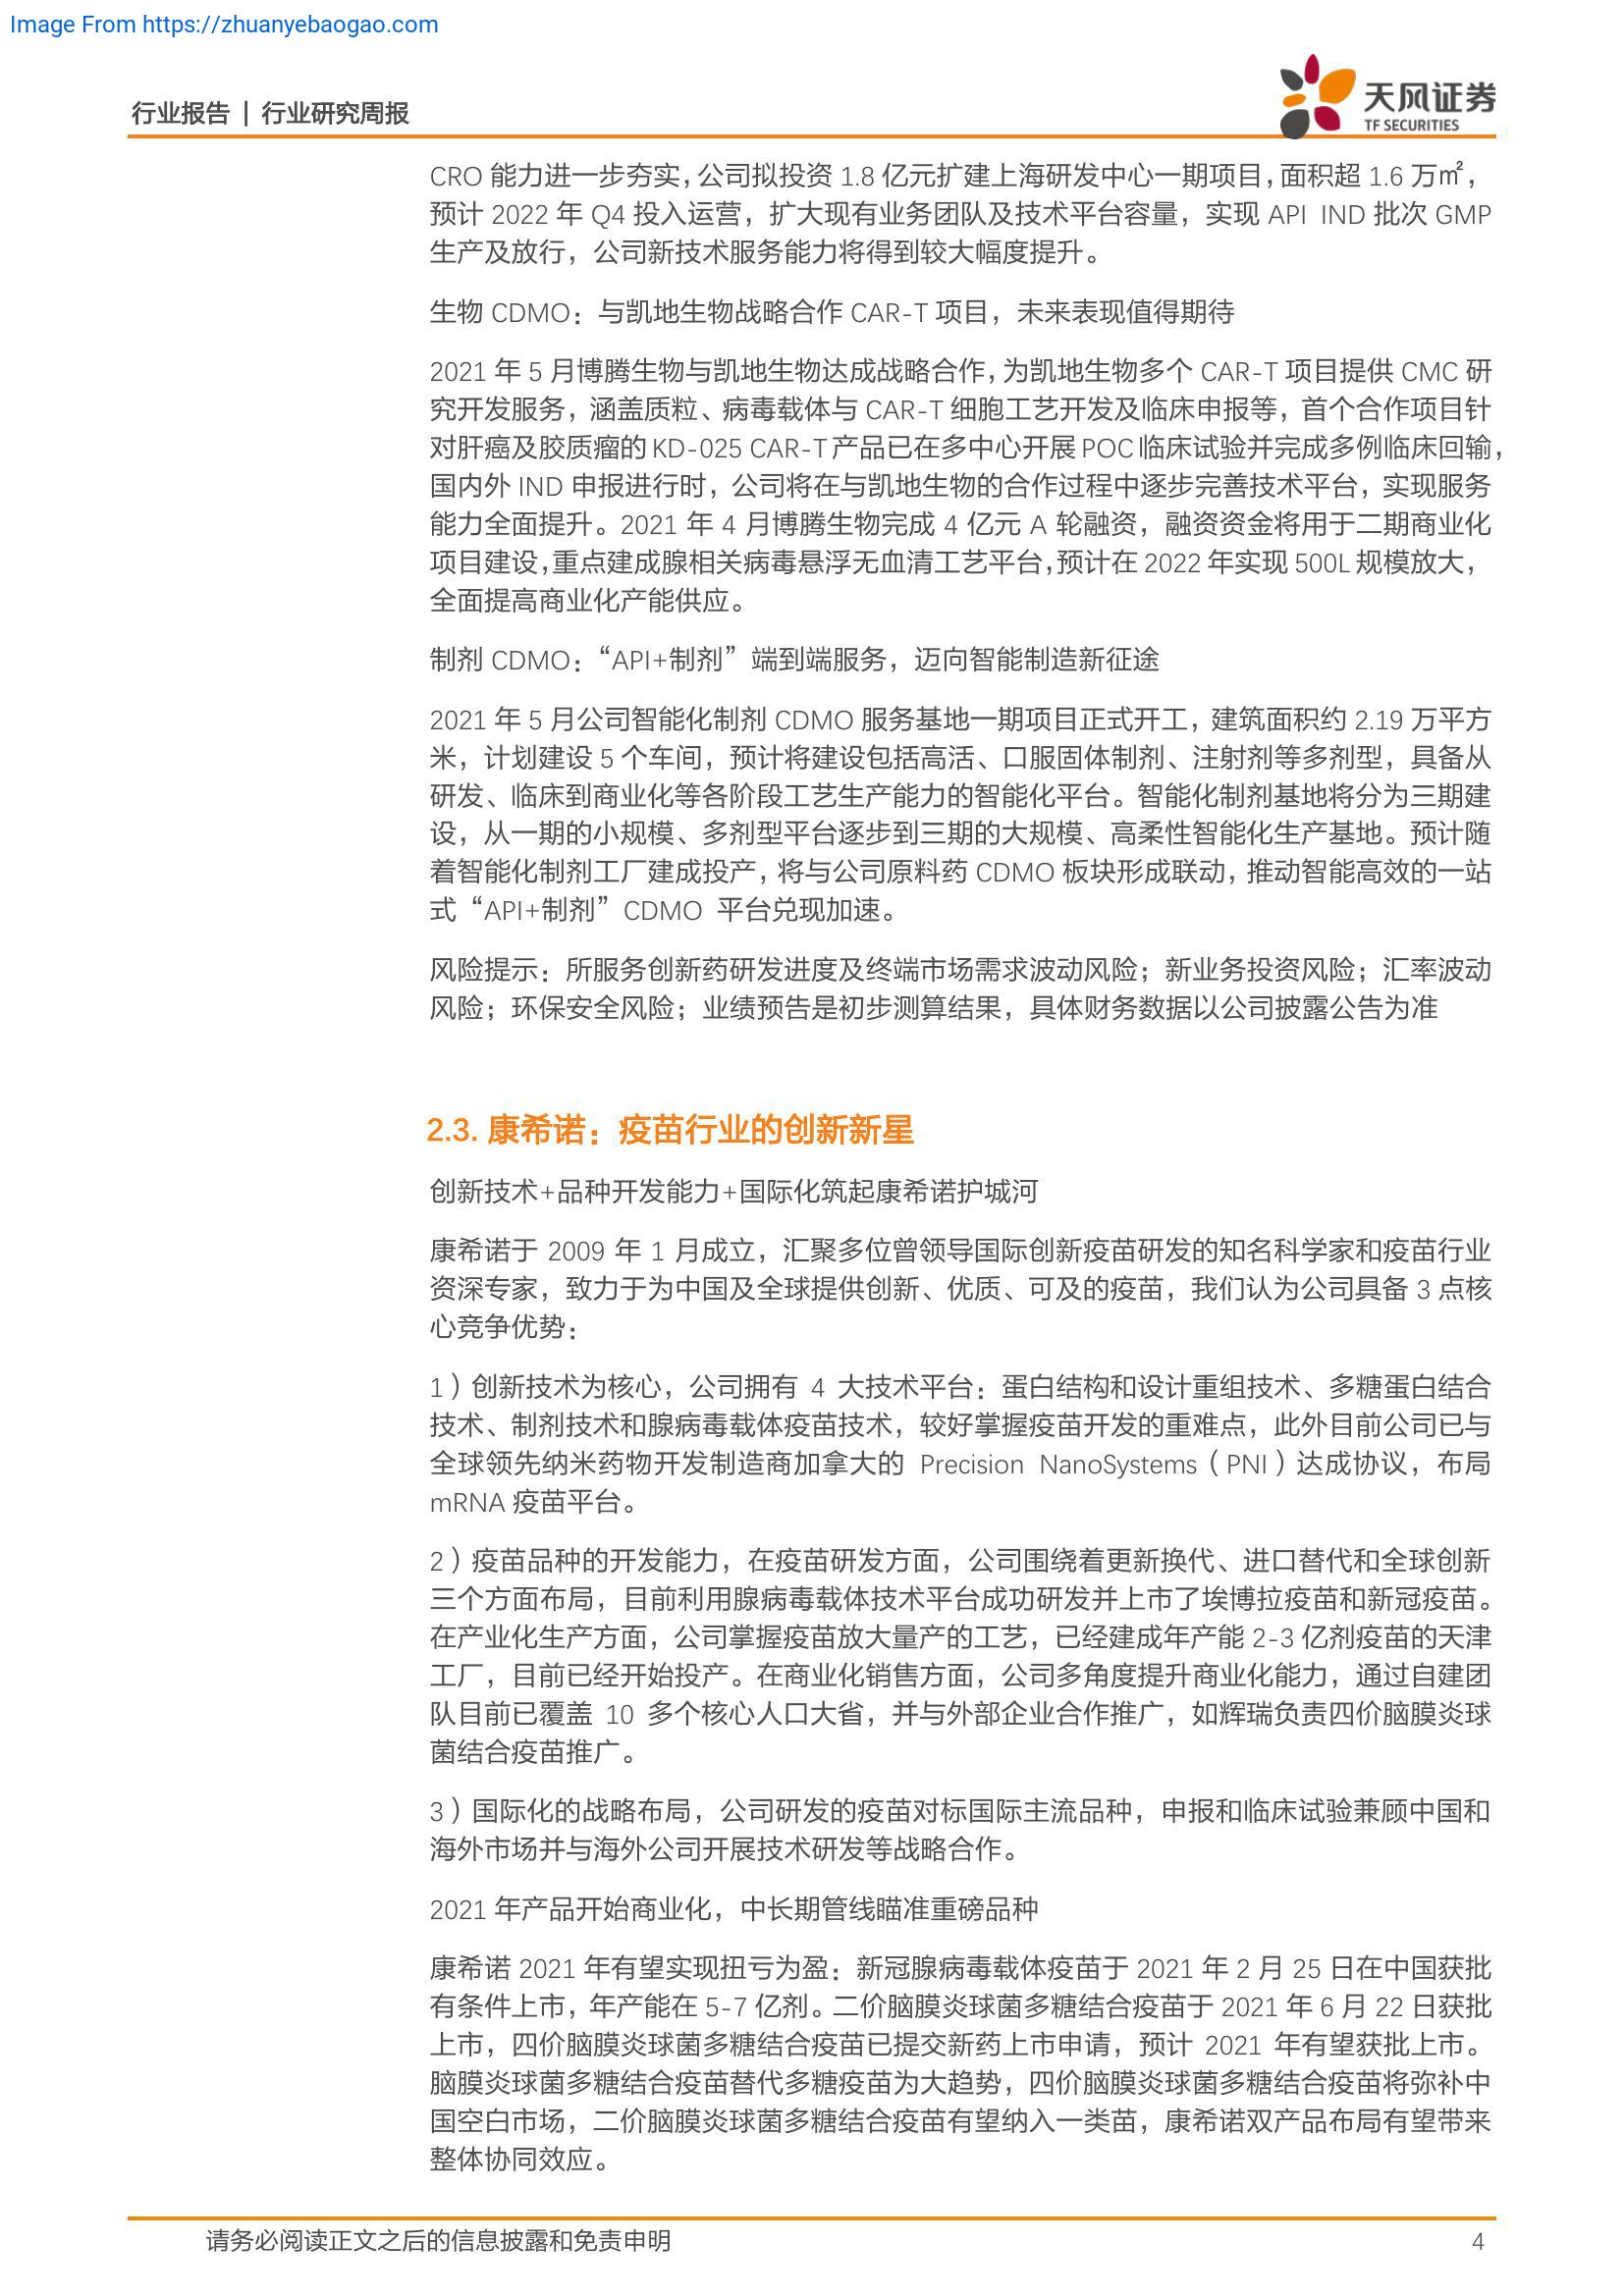 Image From https://zhuanyebaogao.com
行业报告 | 行业研究周报
天风证券
TF SECURITIES
CRO 能力进一步夯实，公司拟投资 1.8 亿元扩建上海研发中心一期项目，面积超 1.6 万㎡，
预计 2022 年 Q4 投入运营，扩大现有业务团队及技术平台容量，实现 API IND 批次 GMP
生产及放行，公司新技术服务能力将得到较大幅度提升。
生物 CDMO：与凯地生物战略合作 CAR-T 项目，未来表现值得期待
2021 年 5 月博腾生物与凯地生物达成战略合作，为凯地生物多个 CAR-T 项目提供 CMC 研
究开发服务，涵盖质粒、病毒载体与 CAR-T 细胞工艺开发及临床申报等，首个合作项目针
对肝癌及胶质瘤的 KD-025 CAR-T 产品已在多中心开展 POC 临床试验并完成多例临床回输，
国内外 IND 申报进行时，公司将在与凯地生物的合作过程中逐步完善技术平台，实现服务
能力全面提升。2021 年 4 月博腾生物完成 4 亿元 A 轮融资，融资资金将用于二期商业化
项目建设，重点建成腺相关病毒悬浮无血清工艺平台，预计在 2022 年实现 500L 规模放大，
全面提高商业化产能供应。
制剂 CDMO：“API+制剂”端到端服务，迈向智能制造新征途
2021 年 5 月公司智能化制剂 CDMO 服务基地一期项目正式开工，建筑面积约 2.19 万平方
米，计划建设 5 个车间，预计将建设包括高活、口服固体制剂、注射剂等多剂型，具备从
研发、临床到商业化等各阶段工艺生产能力的智能化平台。智能化制剂基地将分为三期建
设，从一期的小规模、多剂型平台逐步到三期的大规模、高柔性智能化生产基地。预计随
着智能化制剂工厂建成投产，将与公司原料药 CDMO 板块形成联动，推动智能高效的一站
式“API+制剂”CDMO 平台兑现加速。
风险提示：所服务创新药研发进度及终端市场需求波动风险；新业务投资风险；汇率波动
风险；环保安全风险；业绩预告是初步测算结果，具体财务数据以公司披露公告为准
2.3. 康希诺：疫苗行业的创新新星
创新技术+品种开发能力+国际化筑起康希诺护城河
康希诺于 2009 年 1 月成立，汇聚多位曾领导国际创新疫苗研发的知名科学家和疫苗行业
资深专家，致力于为中国及全球提供创新、优质、可及的疫苗，我们认为公司具备 3 点核
心竞争优势：
1）创新技术为核心，公司拥有 4 大技术平台：蛋白结构和设计重组技术、多糖蛋白结合
技术、制剂技术和腺病毒载体疫苗技术，较好掌握疫苗开发的重难点，此外目前公司已与
全球领先纳米药物开发制造商加拿大的 Precision NanoSystems（PNI）达成协议，布局
mRNA 疫苗平台。
2）疫苗品种的开发能力，在疫苗研发方面，公司围绕着更新换代、进口替代和全球创新
三个方面布局，目前利用腺病毒载体技术平台成功研发并上市了埃博拉疫苗和新冠疫苗。
在产业化生产方面，公司掌握疫苗放大量产的工艺，已经建成年产能 2-3 亿剂疫苗的天津
工厂，目前已经开始投产。在商业化销售方面，公司多角度提升商业化能力，通过自建团
队目前已覆盖 10 多个核心人口大省，并与外部企业合作推广，如辉瑞负责四价脑膜炎球
菌结合疫苗推广。
3）国际化的战略布局，公司研发的疫苗对标国际主流品种，申报和临床试验兼顾中国和
海外市场并与海外公司开展技术研发等战略合作。
2021 年产品开始商业化，中长期管线瞄准重磅品种
康希诺 2021 年有望实现扭亏为盈：新冠腺病毒载体疫苗于 2021 年 2 月 25 日在中国获批
有条件上市，年产能在 5-7 亿剂。二价脑膜炎球菌多糖结合疫苗于 2021 年 6 月 22 日获批
上市，四价脑膜炎球菌多糖结合疫苗已提交新药上市申请，预计 2021 年有望获批上市。
脑膜炎球菌多糖结合疫苗替代多糖疫苗为大趋势，四价脑膜炎球菌多糖结合疫苗将弥补中
国空白市场，二价脑膜炎球菌多糖结合疫苗有望纳入一类苗，康希诺双产品布局有望带来
整体协同效应。
请务必阅读正文之后的信息披露和免责申明
4